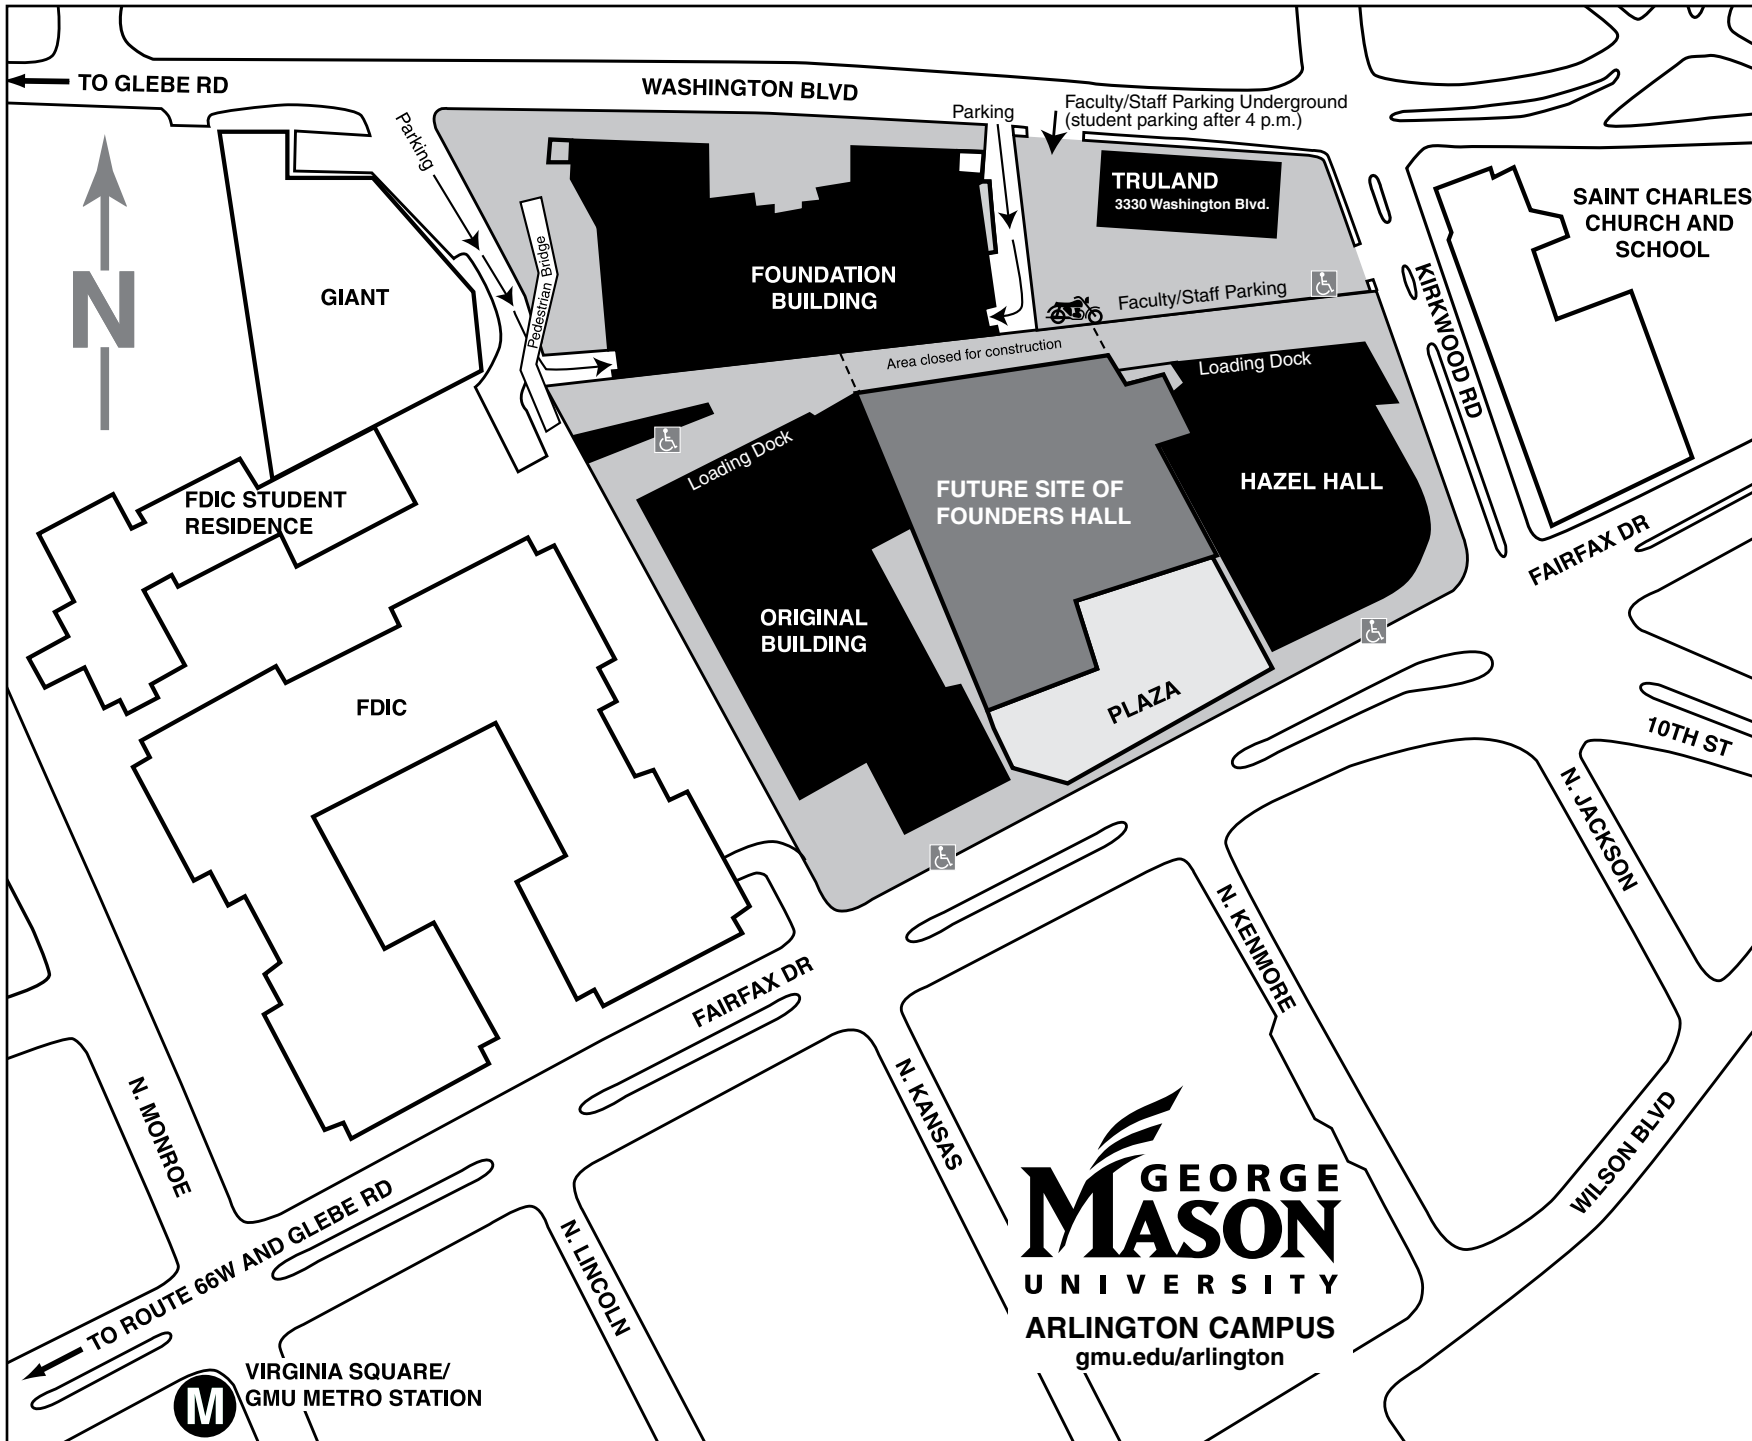 TO GLEBE RD
WASHINGTON BLVD
Parking
Parking
Faculty/Staff Parking Underground
(student parking after 4 p.m.)
TRULAND
3330 Washington Blvd.
SAINT CHARLES
CHURCH AND
SCHOOL
N
GIANT
Pedestrian Bridge
FOUNDATION
BUILDING
Faculty/Staff Parking
KIRKWOOD RD
Area closed for construction
Loading Dock
Loading Dock
FDIC STUDENT
RESIDENCE
FUTURE SITE OF
FOUNDERS HALL
HAZEL HALL
FAIRFAX DR
ORIGINAL
BUILDING
FDIC
PLAZA
10TH ST
N. JACKSON
N. KENMORE
FAIRFAX DR
N. MONROE
N. KANSAS
WILSON BLVD
TO ROUTE 66W AND GLEBE RD
N. LINCOLN
GEORGE
MASON
UNIVERSITY
ARLINGTON CAMPUS
gmu.edu/arlington
M
VIRGINIA SQUARE/
GMU METRO STATION